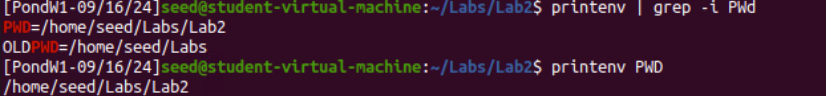 [PondW1-09/16/24]seed@student-virtual-machine:~/Labs/Lab2$ printenv | grep -i PWd
PWD=/home/seed/Labs/Lab2
OLDPWD=/home/seed/Labs
[PondW1-09/16/24]seed@student-virtual-machine:~/Labs/Lab2$ printenv PWD
/home/seed/Labs/Lab2